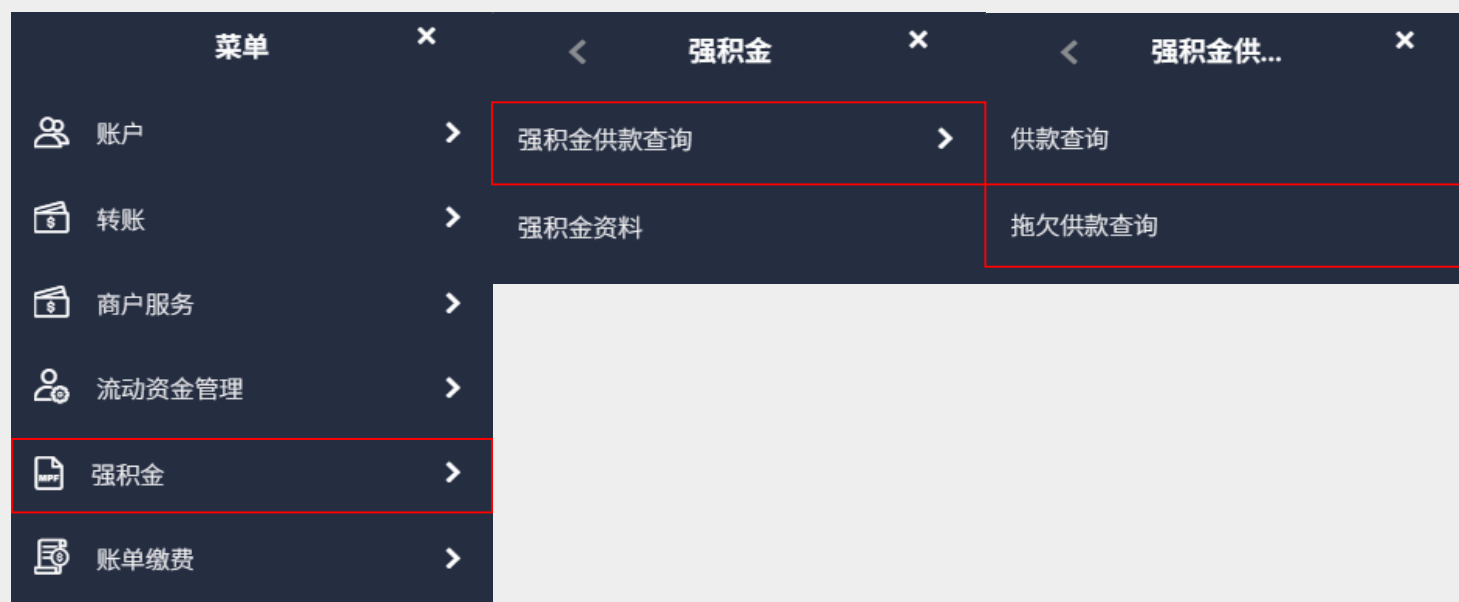 菜单
账户
转账
商户服务
流动资金管理
MPF
强积金
账单缴费
强积金
强积金供款查询
强积金资料
强积金供...
供款查询
拖欠供款查询